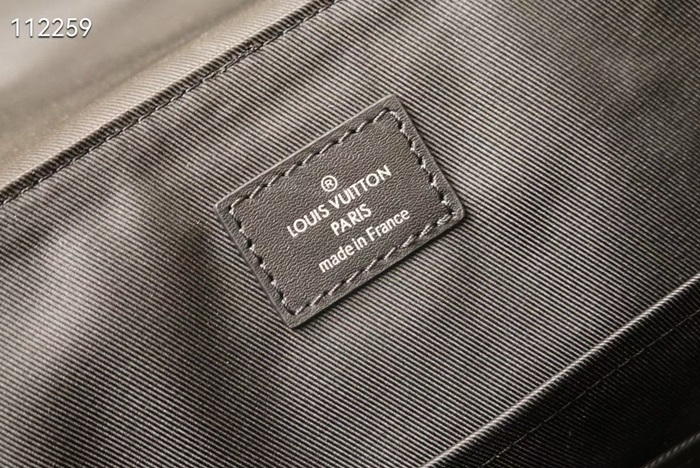 112259
®
LOUIS VUITTON
PARIS
made in France